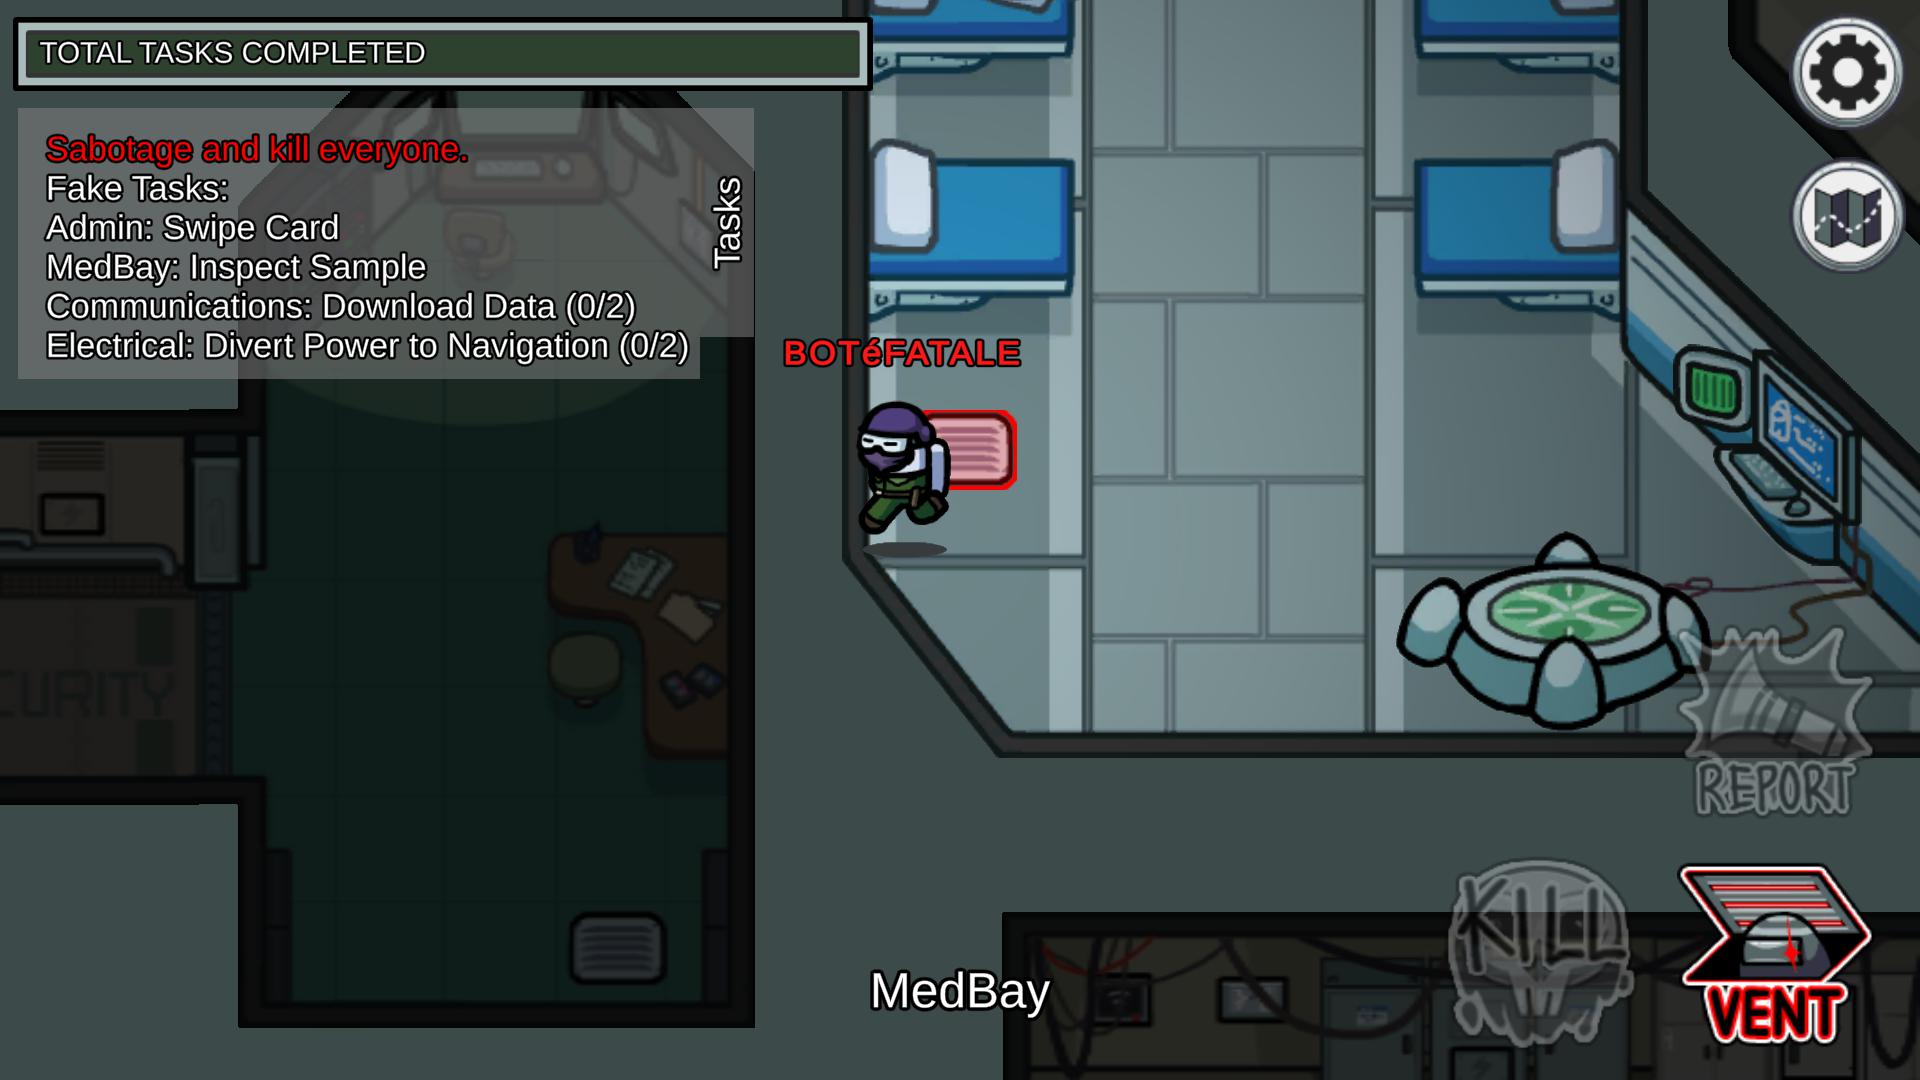 TOTAL TASKS COMPLETED
Sabotage and kill everyone.
Fake Tasks:
Admin: Swipe Card
MedBay: Inspect Sample
Communications: Download Data (0/2)
Electrical: Divert Power to Navigation (0/2)
Tasks
BOTéFATALE
CURITY
REPORT
KILL
VENT
MedBay